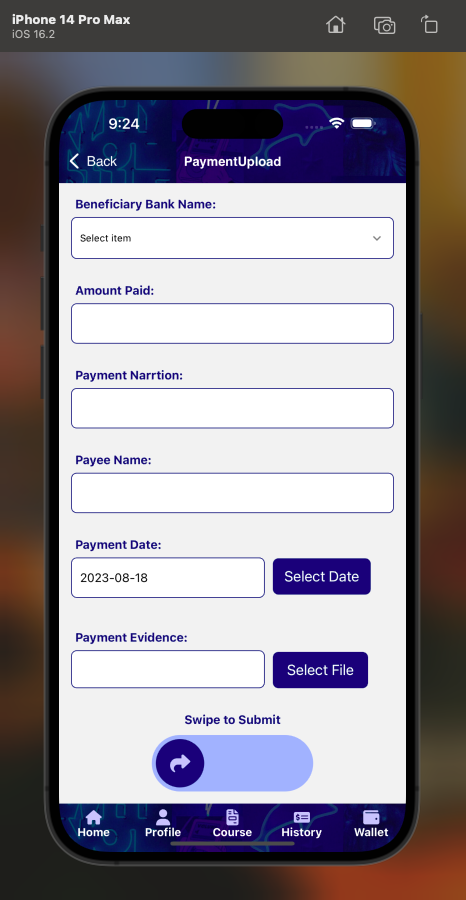 iPhone 14 Pro Max
iOS 16.2
9:24
Back
PaymentUpload
Beneficiary Bank Name:
Select item
Amount Paid:
Payment Narrtion:
Payee Name:
Payment Date:
2023-08-18
Select Date
Payment Evidence:
Select File
Swipe to Submit
Home Profile Course History Wallet